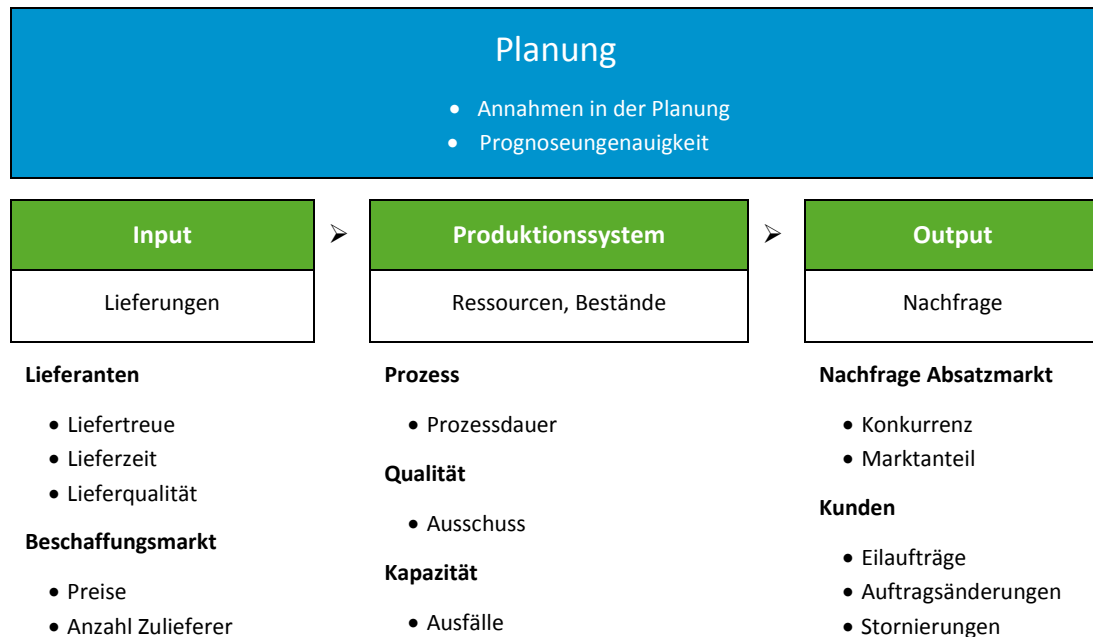 Planung
• Annahmen in der Planung
• Prognoseungenauigkeit
Input
➢
Produktionssystem
➢
Output
Lieferungen
Ressourcen, Bestände
Nachfrage
Lieferanten
• Liefertreue
• Lieferzeit
• Lieferqualität
Beschaffungsmarkt
• Preise
• Anzahl Zulieferer
Prozess
• Prozessdauer
Qualität
• Ausschuss
Kapazität
• Ausfälle
Nachfrage Absatzmarkt
• Konkurrenz
• Marktanteil
Kunden
• Eilaufträge
• Auftragsänderungen
• Stornierungen